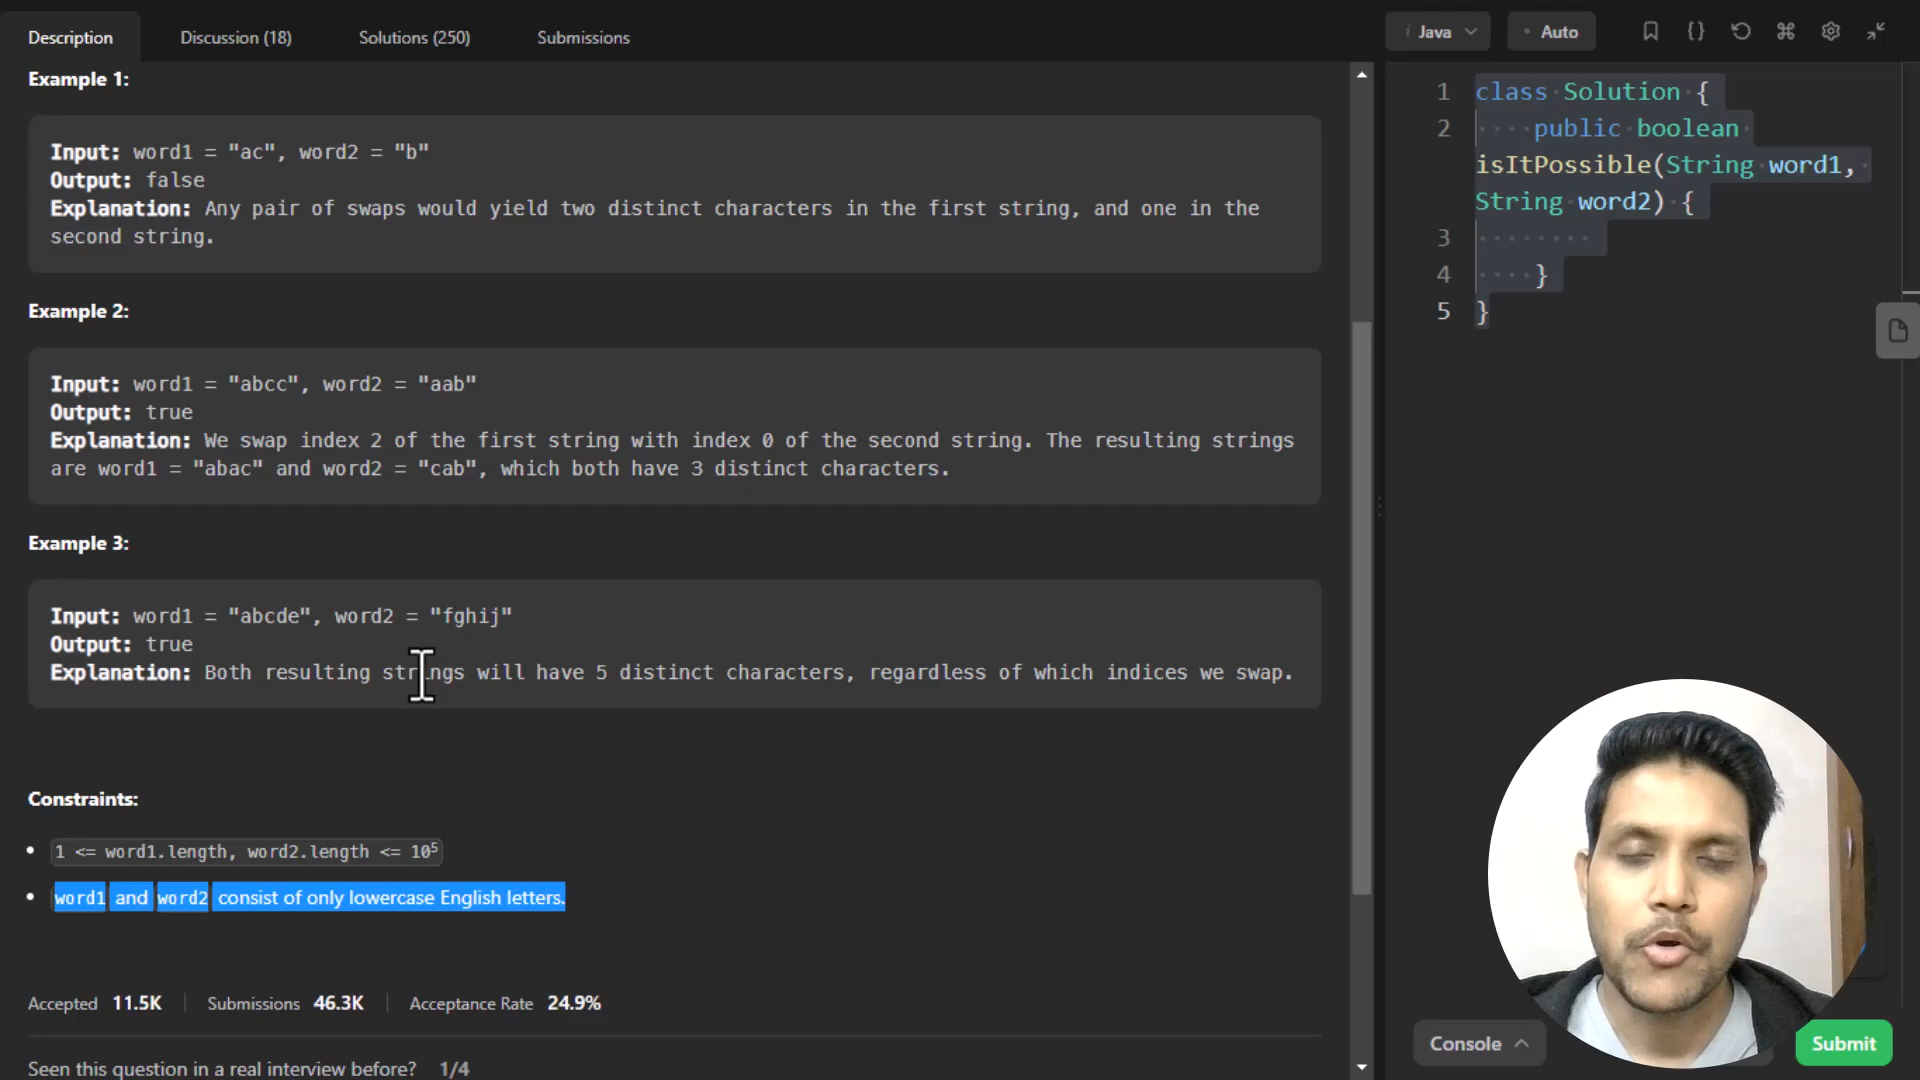 Description
Discussion (18)
Solutions (250)
Submissions
i Java
Auto
Example 1:
Input: word1 = "ac", word2 = "b"
Output: false
Explanation: Any pair of swaps would yield two distinct characters in the first string, and one in the
second string.
Example 2:
Input: word1 = "abcc", word2 = "aab"
Output: true
Explanation: We swap index 2 of the first string with index 0 of the second string. The resulting strings
are word1 = "abac" and word2 = "cab", which both have 3 distinct characters.
Example 3:
Input: word1 = "abcde", word2 = "fghij"
Output: true
Explanation: Both resulting strings will have 5 distinct characters, regardless of which indices we swap.
Constraints:
• 1 <= word1.length, word2.length <= 10⁵
• word1 and word2 consist of only lowercase English letters.
Accepted 11.5K
Submissions 46.3K
Acceptance Rate 24.9%
Seen this question in a real interview before? 1/4
1 class Solution {
2 public boolean
isItPossible(String word1,
String word2) {
3
4 }
5 }
Console
Submit